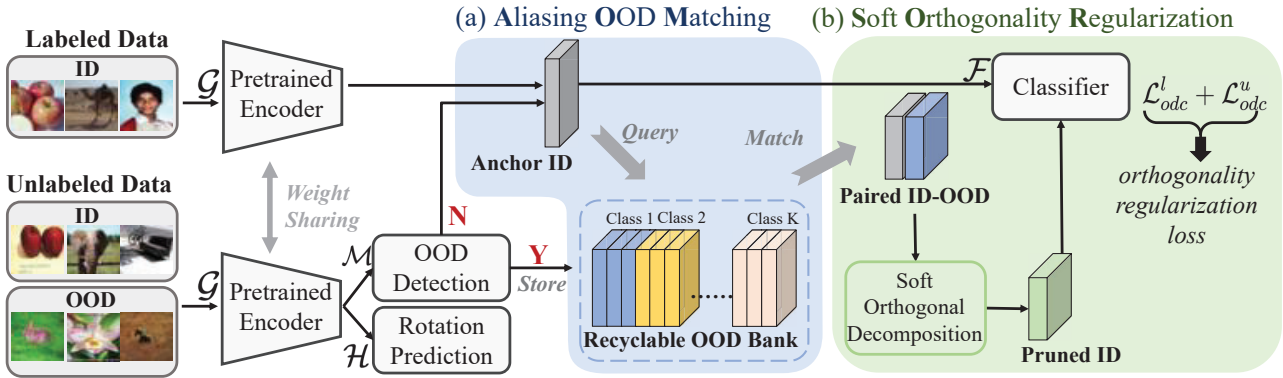 (a) Aliasing OOD Matching
(b) Soft Orthogonality Regularization
Labeled Data
ID
G
Pretrained
Encoder
Anchor ID
Query
Match
F
Classifier
L^l_odc + L^u_odc
orthogonality
regularization
loss
Paired ID-OOD
Weight
Sharing
Unlabeled Data
ID
OOD
G
Pretrained
Encoder
M
N
OOD
Detection
Y
Store
H
Rotation
Prediction
Class 1
Class 2
Class K
......
Recyclable OOD Bank
Soft
Orthogonal
Decomposition
Pruned ID